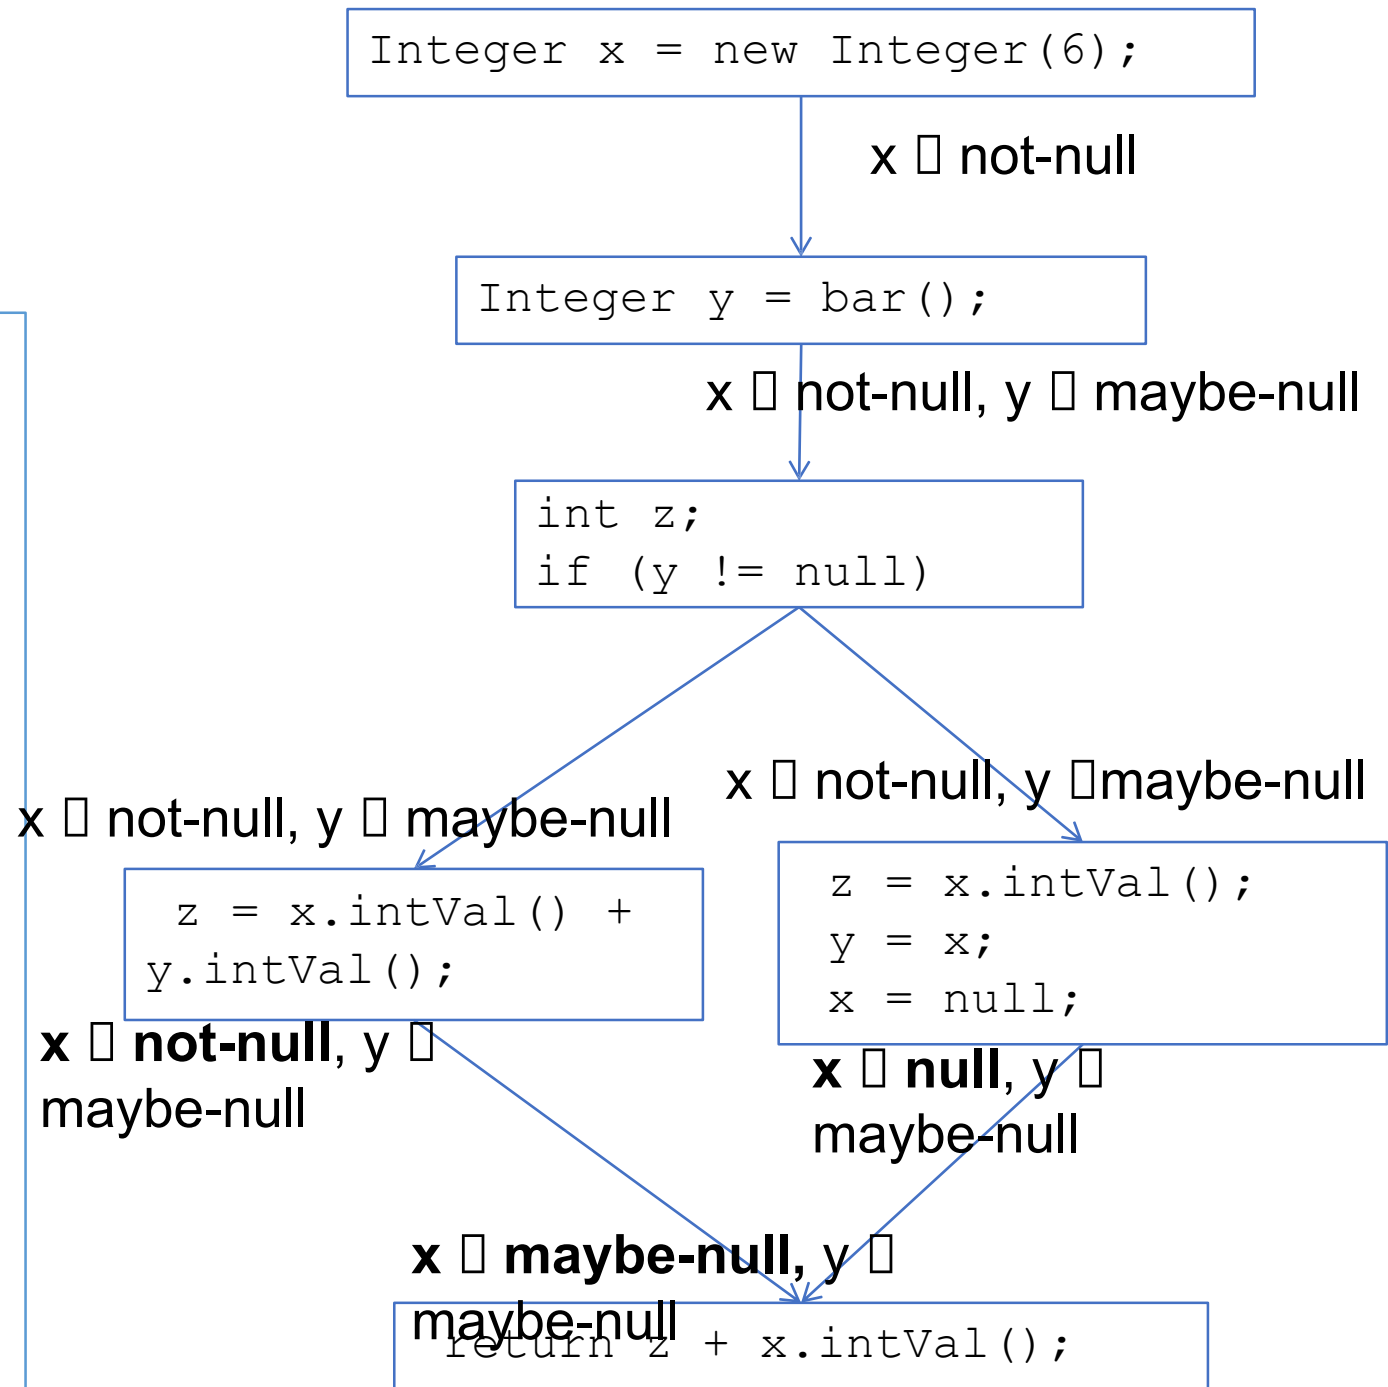 Integer x = new Integer(6);
x ▯ not-null
Integer y = bar();
x ▯ not-null, y ▯ maybe-null
int z;
if (y != null)
x ▯ not-null, y ▯maybe-null
x ▯ not-null, y ▯ maybe-null
z = x.intVal() +
y.intVal();
z = x.intVal();
y = x;
x = null;
x ▯ not-null, y ▯
maybe-null
x ▯ null, y ▯
maybe-null
x ▯ maybe-null, y ▯
maybe-null
return z + x.intVal();